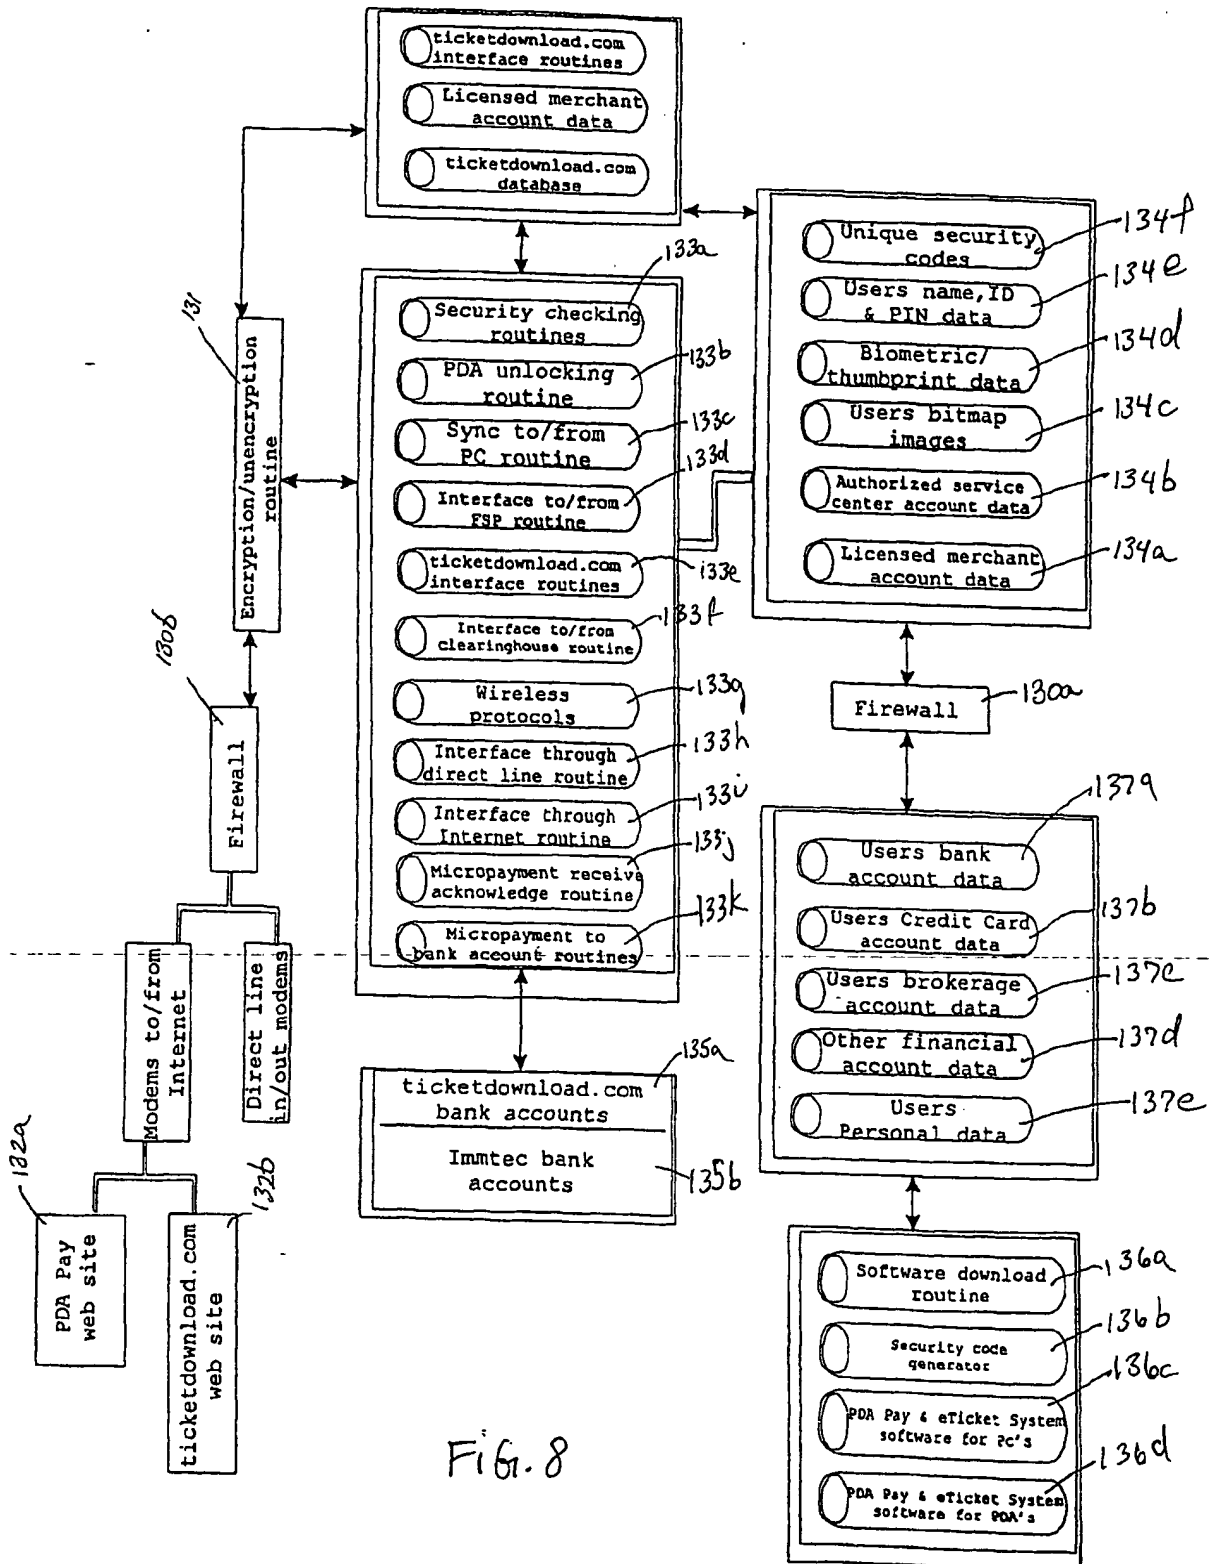 ticketdownload.com
interface routines
Licensed merchant
account data
ticketdownload.com
database
133a
Security checking
routines
133b
PDA unlocking
routine
133c
Sync to/from
PC routine
133d
Interface to/from
FSP routine
ticketdownload.com
interface routines
133e
133f
Interface to/from
clearinghouse routine
133g
Wireless
protocols
133h
Interface through
direct line routine
133i
Interface through
Internet routine
133j
Micropayment receive
acknowledge routine
133k
Micropayment to
bank account routines
135a
ticketdownload.com
bank accounts
Immtec bank
accounts
135b
131
Encryption/unencryption
routine
130b
Firewall
Modems to/from
Internet
Direct line
in/out modems
132a
PDA Pay
web site
132b
ticketdownload.com
web site
134f
Unique security
codes
134e
Users name,ID
& PIN data
134d
Biometric/
thumbprint data
134c
Users bitmap
images
134b
Authorized service
center account data
134a
Licensed merchant
account data
130a
Firewall
137a
Users bank
account data
137b
Users Credit Card
account data
137c
Users brokerage
account data
137d
Other financial
account data
137e
Users
Personal data
136a
Software download
routine
136b
Security code
generator
136c
PDA Pay & eTicket System
software for PC's
136d
PDA Pay & eTicket System
software for PDA's
FIG. 8